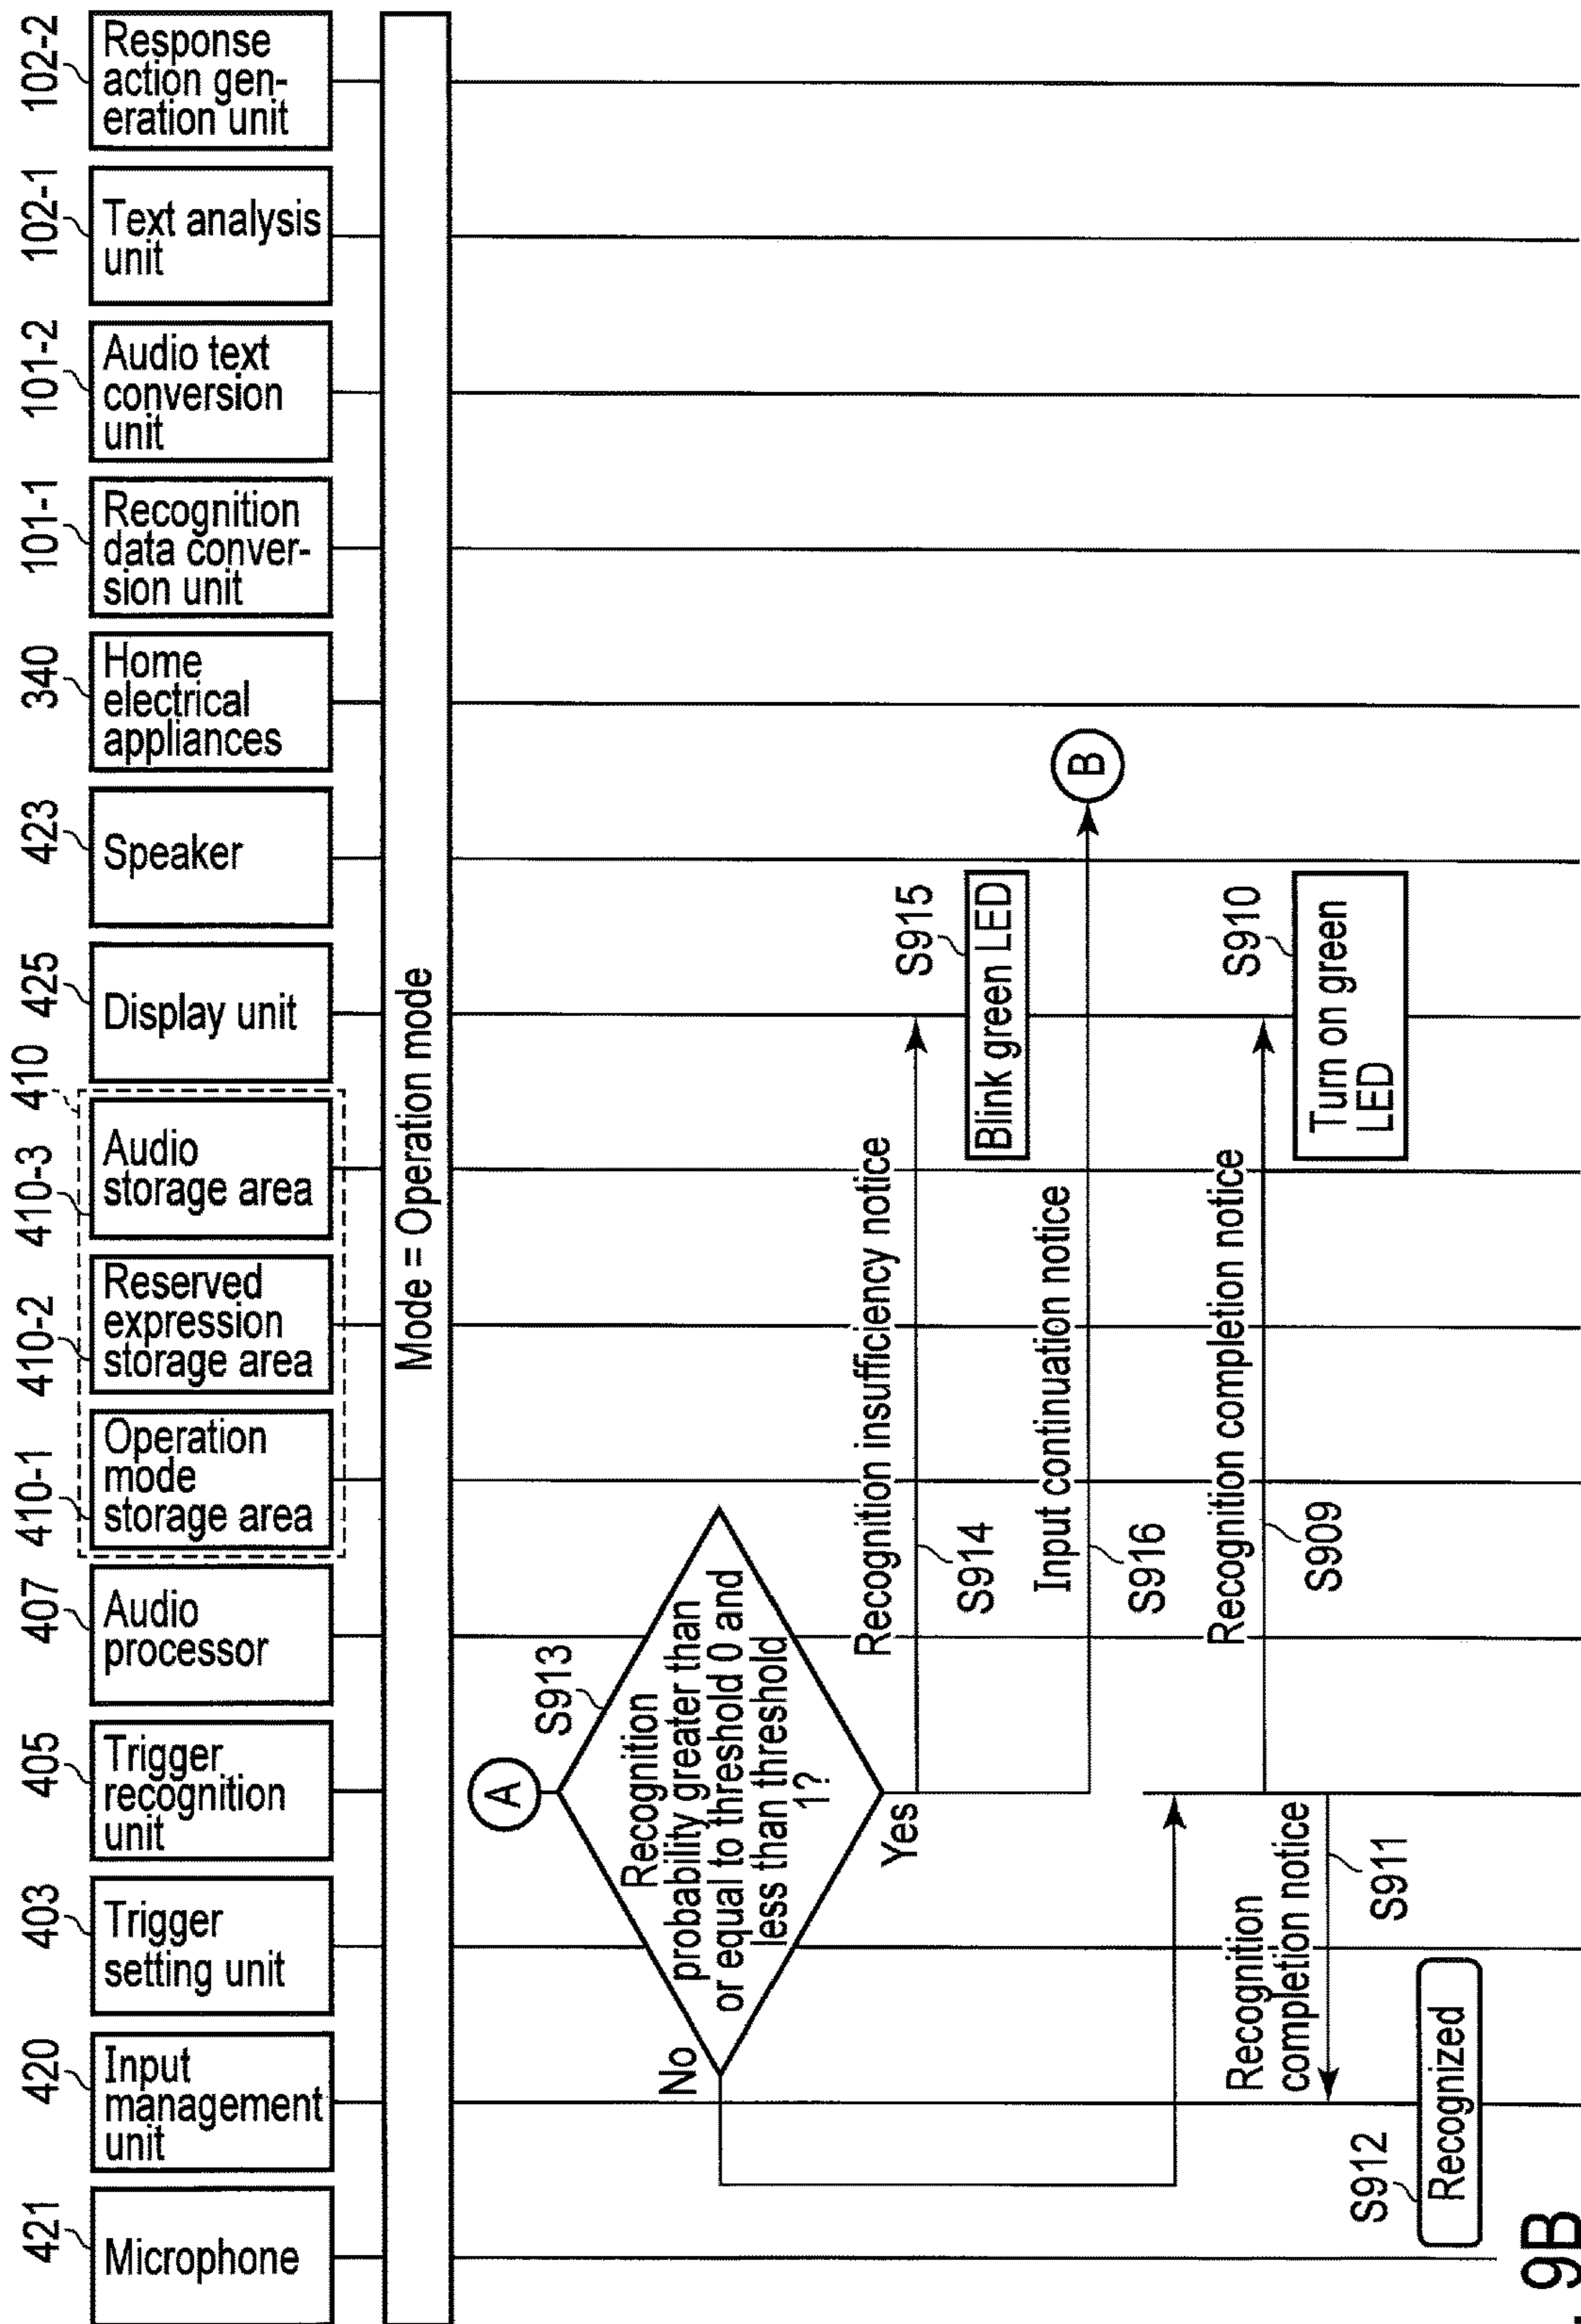 421
Microphone
420
Input
management
unit
403
Trigger
setting unit
405
Trigger
recognition
unit
407
Audio
processor
410
410-1
Operation
mode
storage area
410-2
Reserved
expression
storage area
410-3
Audio
storage area
425
Display unit
423
Speaker
340
Home
electrical
appliances
101-1
Recognition
data conver-
sion unit
101-2
Audio text
conversion
unit
102-1
Text analysis
unit
102-2
Response
action gen-
eration unit
Mode = Operation mode
A
S913
Recognition
probability greater than
or equal to threshold 0 and
less than threshold
1?
No
Yes
Recognition insufficiency notice
S914
S915
Blink green LED
Input continuation notice
S916
B
Recognition completion notice
S909
S910
Turn on green
LED
Recognition
completion notice
S911
S912
Recognized
9B